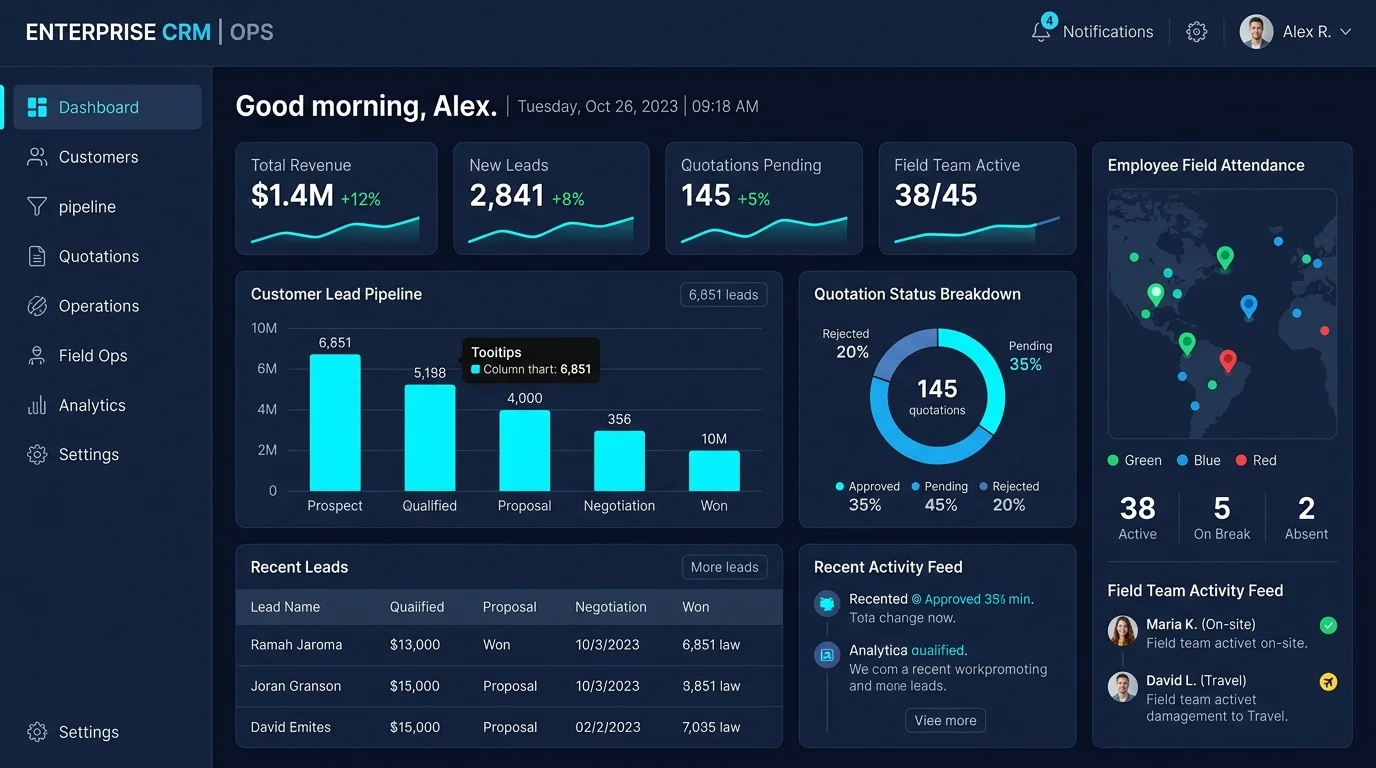 ENTERPRISE CRM | OPS
4
Notifications
Alex R.
Dashboard
Customers
pipeline
Quotations
Operations
Field Ops
Analytics
Settings
Settings
Good morning, Alex. | Tuesday, Oct 26, 2023 | 09:18 AM
Total Revenue
$1.4M +12%
New Leads
2,841 +8%
Quotations Pending
145 +5%
Field Team Active
38/45
Customer Lead Pipeline
6,851 leads
10M
6M
4M
2M
0
6,851
5,198
4,000
356
10M
Tooitips
Column thart: 6,851
Prospect
Qualified
Proposal
Negotiation
Won
Quotation Status Breakdown
Rejected
20%
Pending
35%
145
quotations
Approved
35%
Pending
45%
Rejected
20%
Recent Leads
More leads
Lead Name Qualified Proposal Negotiation Won
Ramah Jaroma $13,000 Won 10/3/2023 6,851 law
Joran Granson $15,000 Proposal 10/3/2023 law
David Emites $15,000 Proposal 02/2/2023 7,035 law
Recent Activity Feed
Recented Approved min.
Tota change now.
Analytica qualified.
We com a recent workpromoting
and more leads.
Viee more
Employee Field Attendance
Green
Blue
Red
38
Active
5
On Break
2
Absent
Field Team Activity Feed
Maria K. (On-site)
Field team activet on-site.
David L. (Travel)
Field team activet
damagement to Travel.